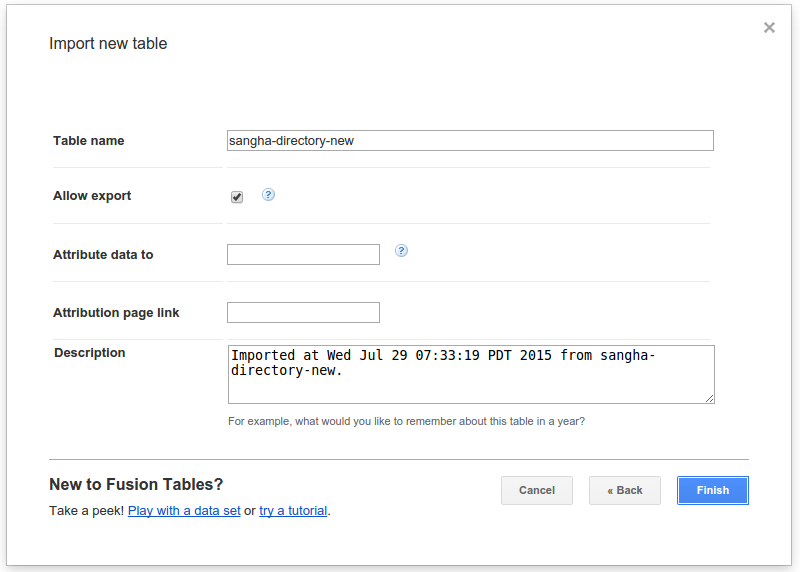 Import new table
Table name
sangha-directory-new
Allow export
?
Attribute data to
?
Attribution page link
Description
Imported at Wed Jul 29 07:33:19 PDT 2015 from sangha-
directory-new.
For example, what would you like to remember about this table in a year?
New to Fusion Tables?
Take a peek! Play with a data set or try a tutorial.
Cancel
« Back
Finish